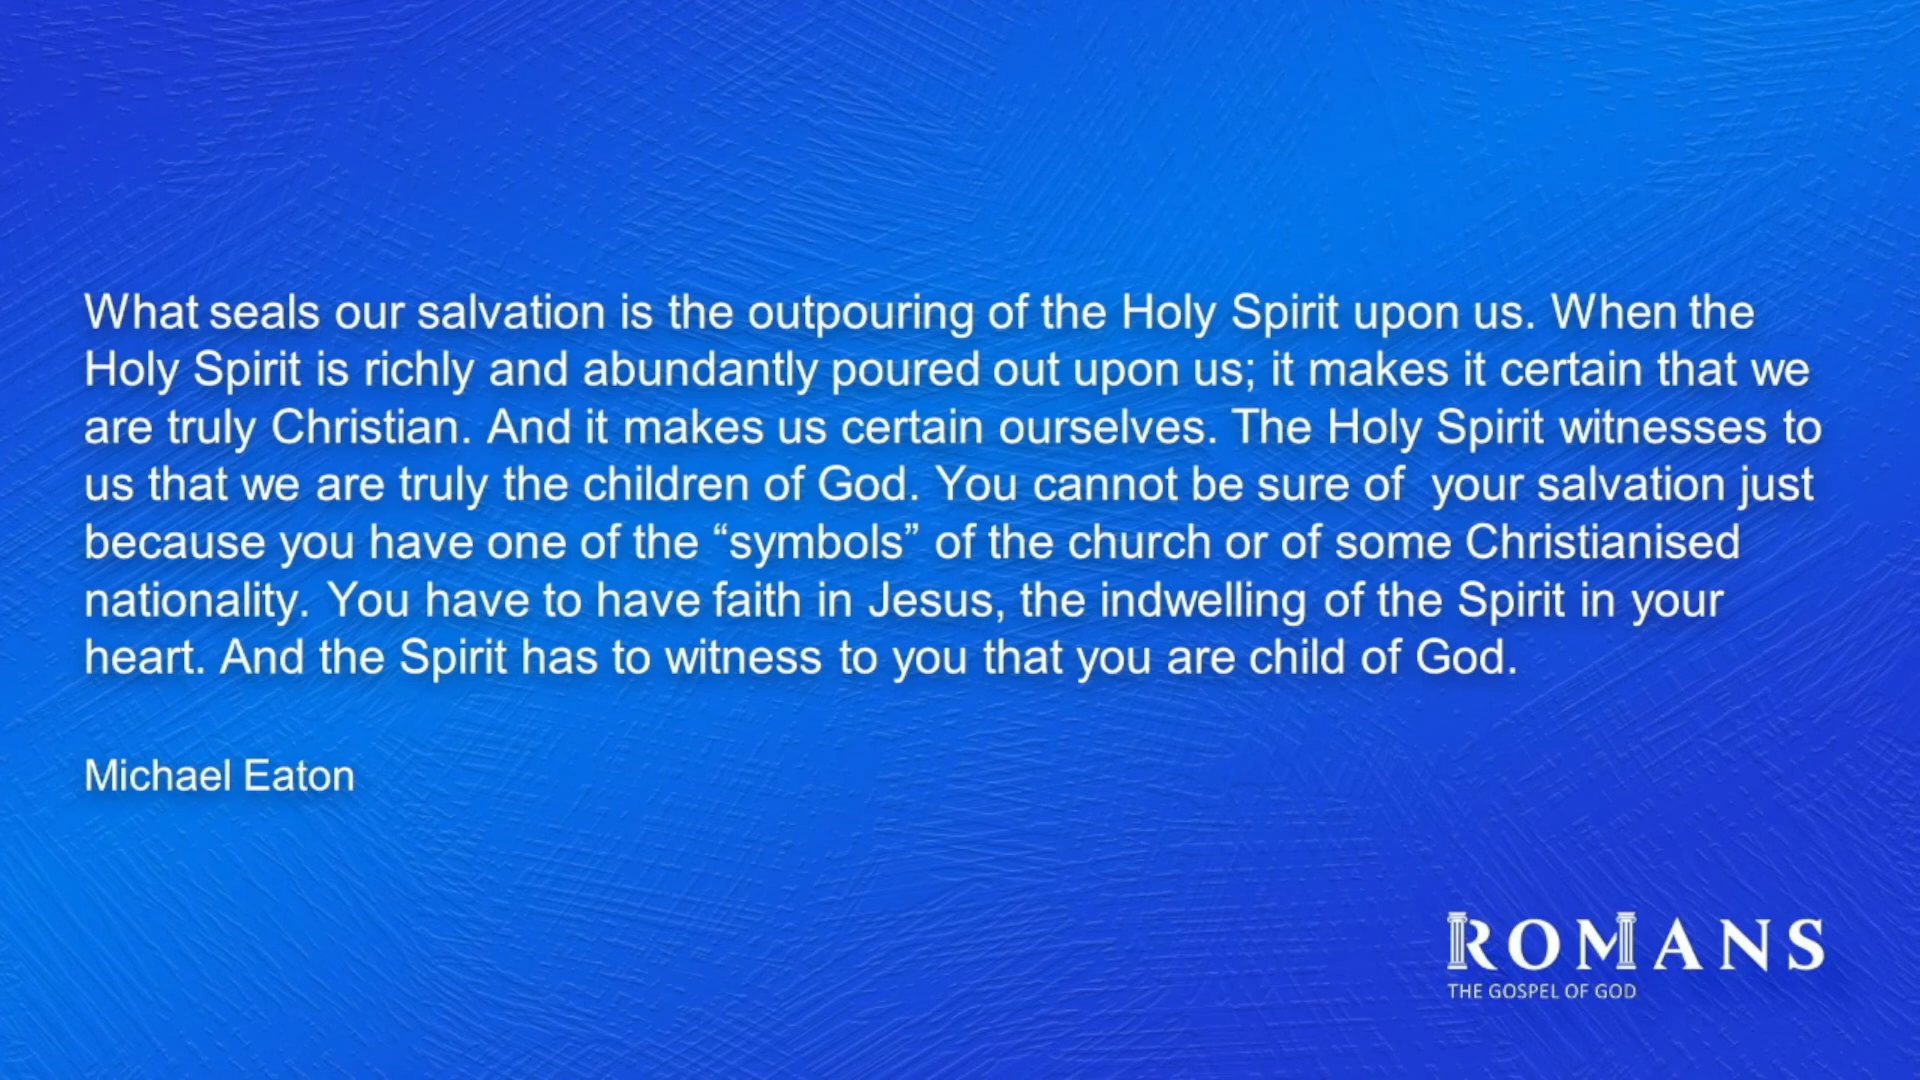 What seals our salvation is the outpouring of the Holy Spirit upon us. When the
Holy Spirit is richly and abundantly poured out upon us; it makes it certain that we
are truly Christian. And it makes us certain ourselves. The Holy Spirit witnesses to
us that we are truly the children of God. You cannot be sure of  your salvation just
because you have one of the “symbols” of the church or of some Christianised
nationality. You have to have faith in Jesus, the indwelling of the Spirit in your
heart. And the Spirit has to witness to you that you are child of God.
Michael Eaton
ROMANS
THE GOSPEL OF GOD